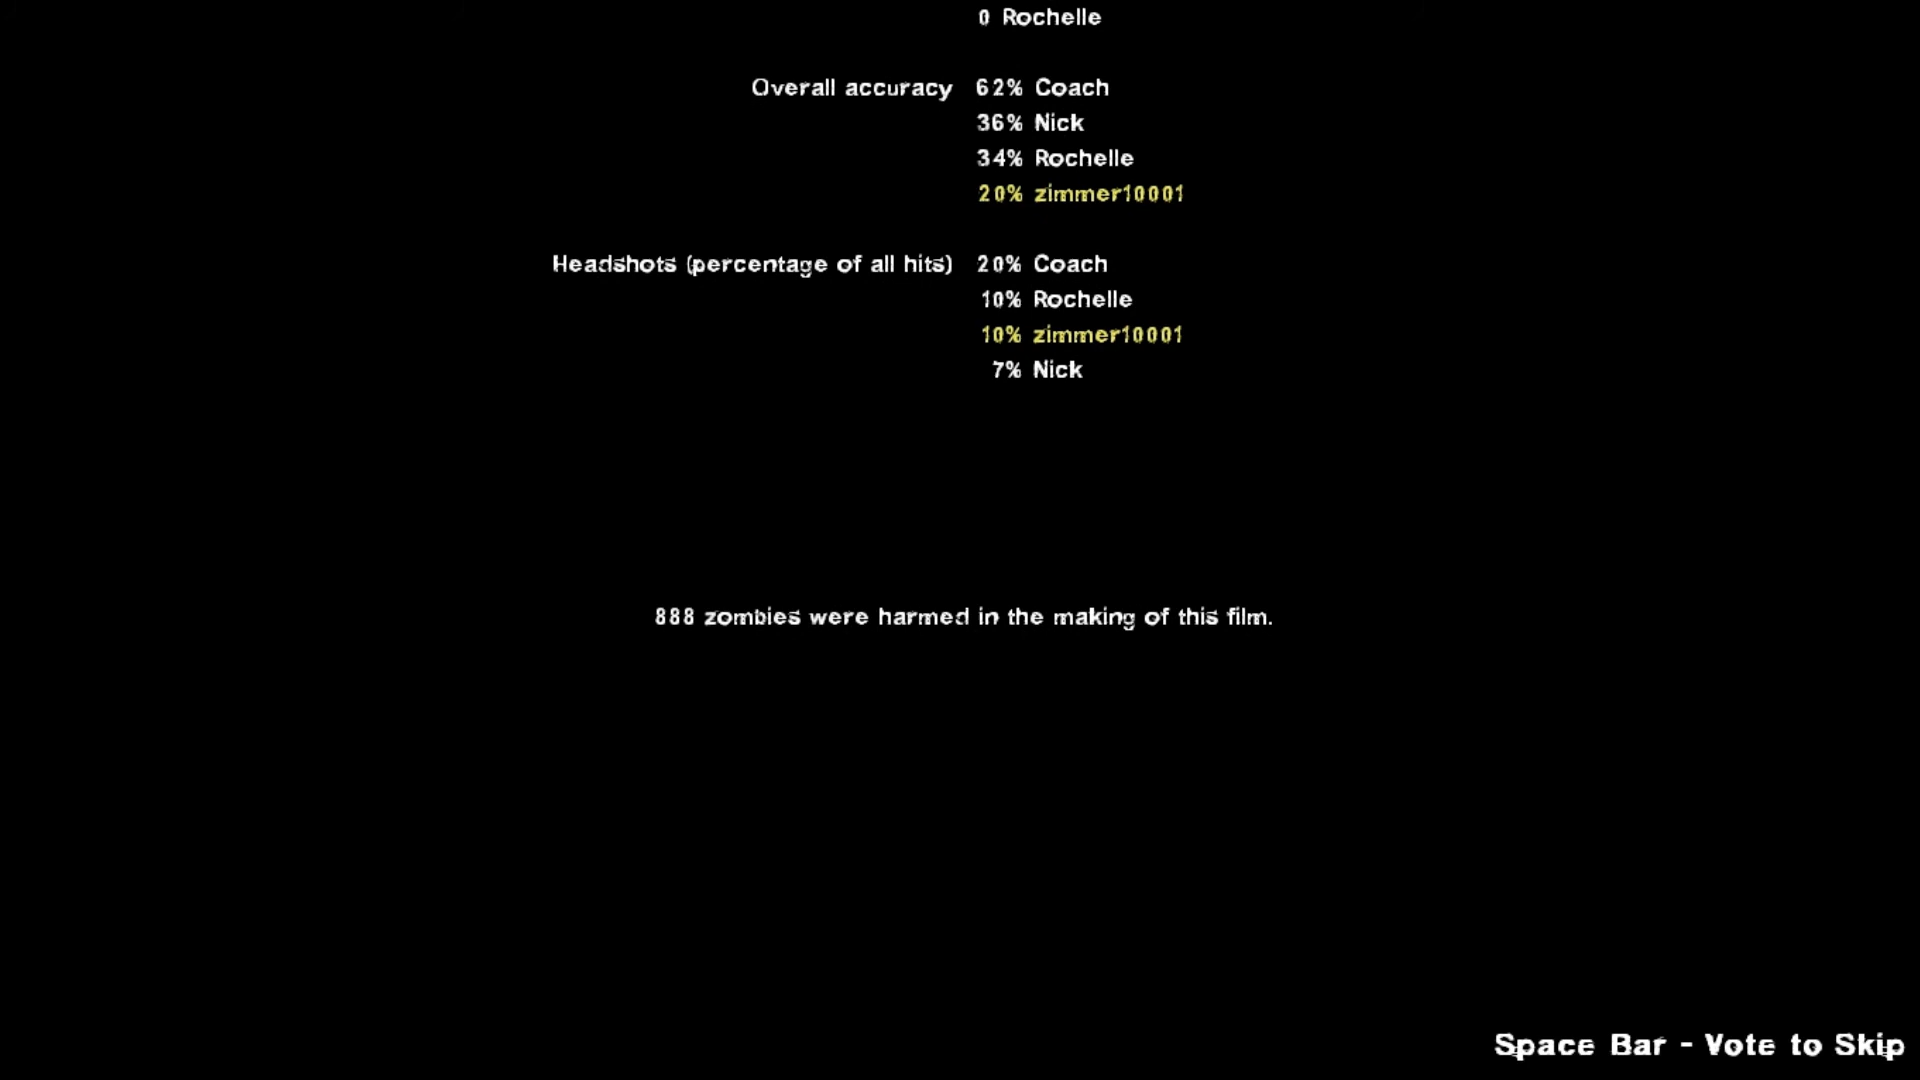 0 Rochelle
Overall accuracy 62% Coach
36% Nick
34% Rochelle
20% zimmer10001
Headshots (percentage of all hits) 20% Coach
10% Rochelle
10% zimmer10001
7% Nick
888 zombies were harmed in the making of this film.
Space Bar - Vote to Skip